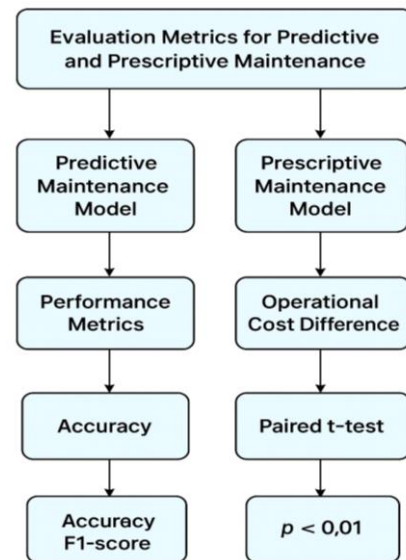 Evaluation Metrics for Predictive
and Prescriptive Maintenance
Predictive
Maintenance
Model
Prescriptive
Maintenance
Model
Performance
Metrics
Operational
Cost Difference
Accuracy
Paired t-test
Accuracy
F1-score
p < 0,01